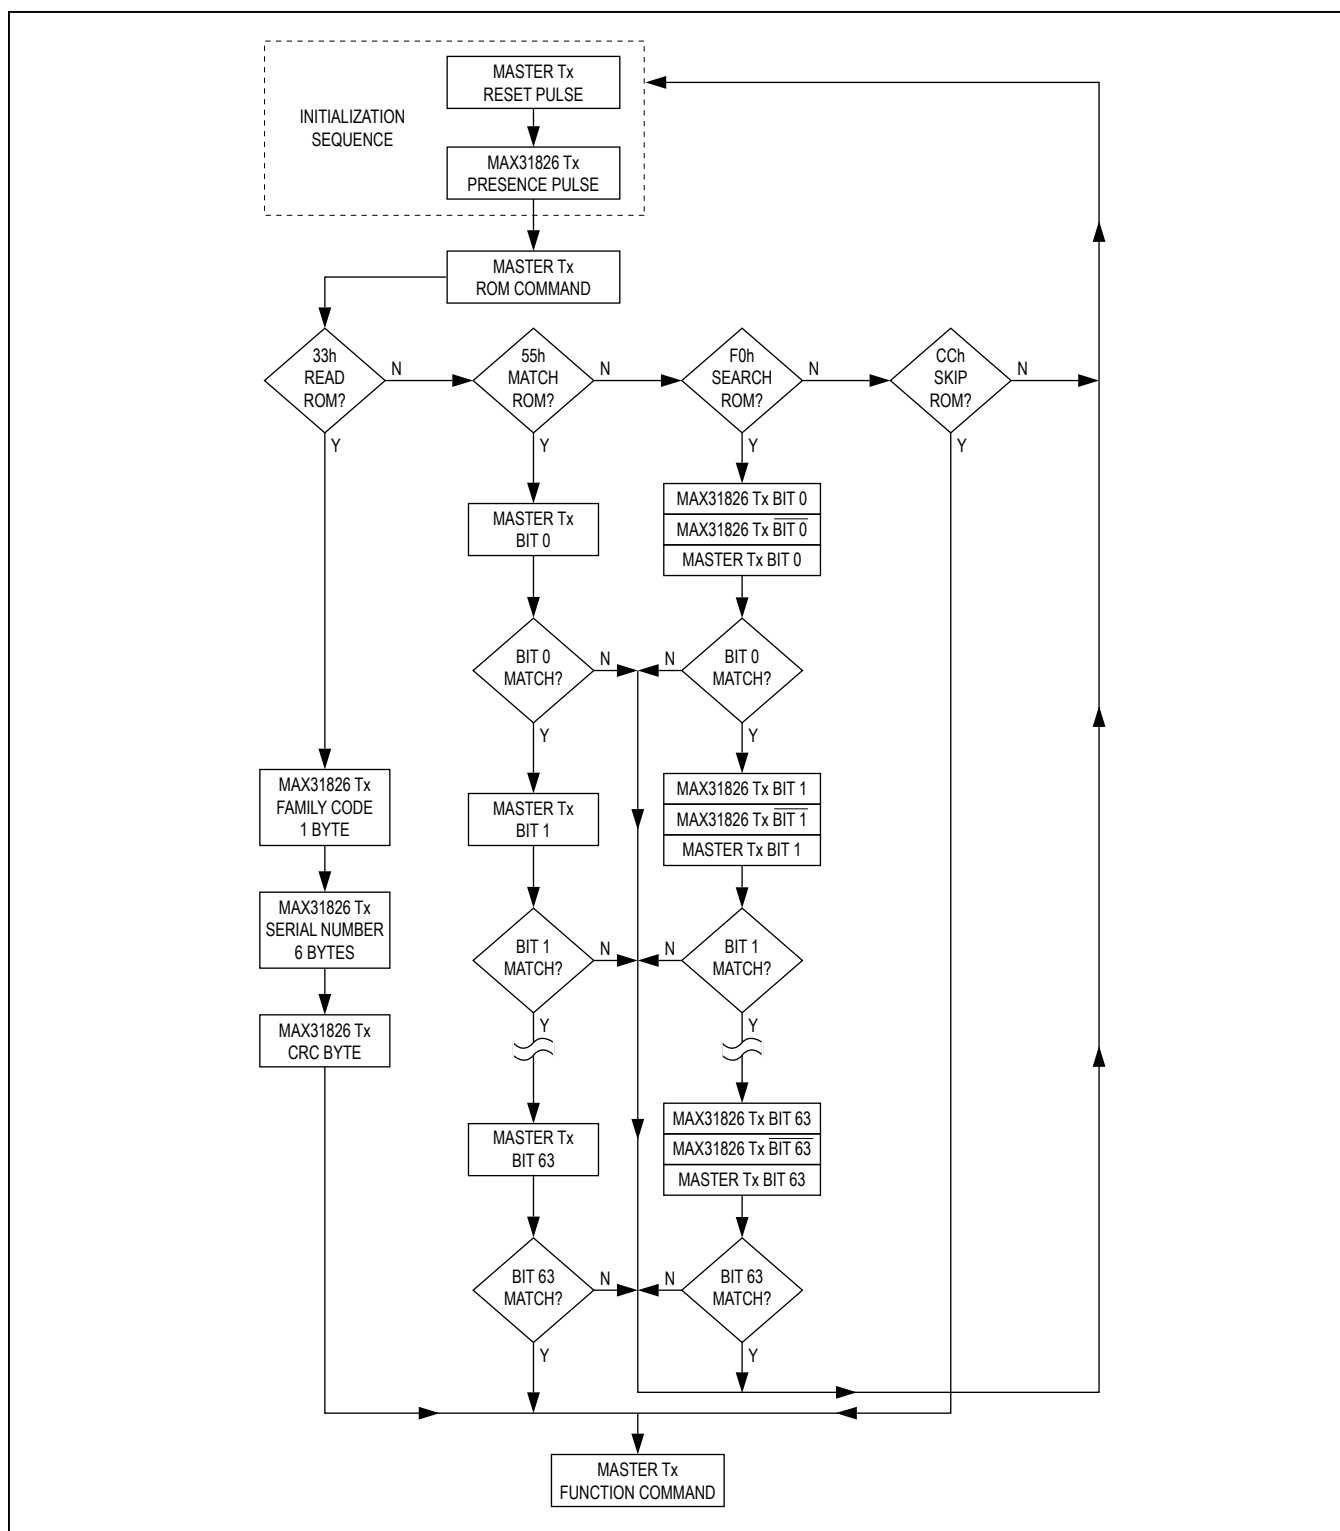 MASTER Tx
RESET PULSE
INITIALIZATION
SEQUENCE
MAX31826 Tx
PRESENCE PULSE
MASTER Tx
ROM COMMAND
33h
READ
ROM?
N
Y
55h
MATCH
ROM?
N
Y
F0h
SEARCH
ROM?
N
Y
CCh
SKIP
ROM?
N
Y
MAX31826 Tx
FAMILY CODE
1 BYTE
MAX31826 Tx
SERIAL NUMBER
6 BYTES
MAX31826 Tx
CRC BYTE
MASTER Tx
BIT 0
BIT 0
MATCH?
N
Y
MASTER Tx
BIT 1
BIT 1
MATCH?
N
Y
MASTER Tx
BIT 63
BIT 63
MATCH?
N
Y
MAX31826 Tx BIT 0
MAX31826 Tx B̅I̅T̅ ̅0̅
MASTER Tx BIT 0
BIT 0
MATCH?
N
Y
MAX31826 Tx BIT 1
MAX31826 Tx B̅I̅T̅ ̅1̅
MASTER Tx BIT 1
BIT 1
MATCH?
N
Y
MAX31826 Tx BIT 63
MAX31826 Tx B̅I̅T̅ ̅6̅3̅
MASTER Tx BIT 63
BIT 63
MATCH?
N
Y
MASTER Tx
FUNCTION COMMAND